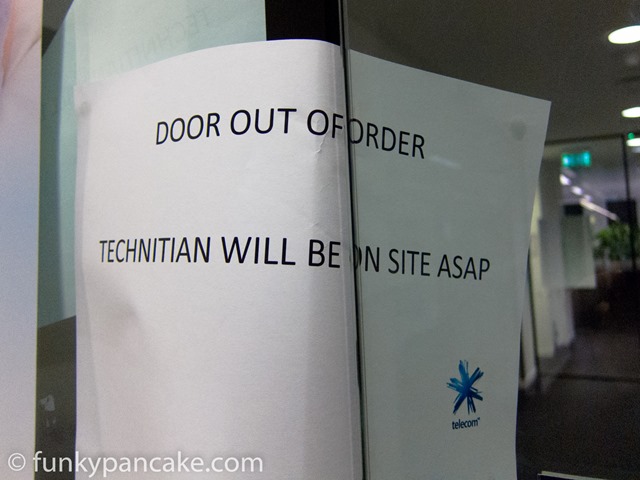 DOOR OUT OF ORDER
TECHNITIAN WILL BE ON SITE ASAP
telecom
© funkypancake.com